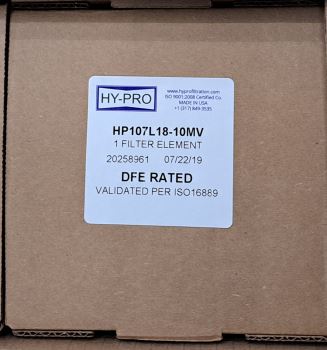 HY-PRO
www.hyprofiltration.com
ISO 9001:2008 Certified Co.
MADE IN USA
+1 (317) 849-3535
HP107L18-10MV
1 FILTER ELEMENT
20258961 07/22/19
DFE RATED
VALIDATED PER ISO16889